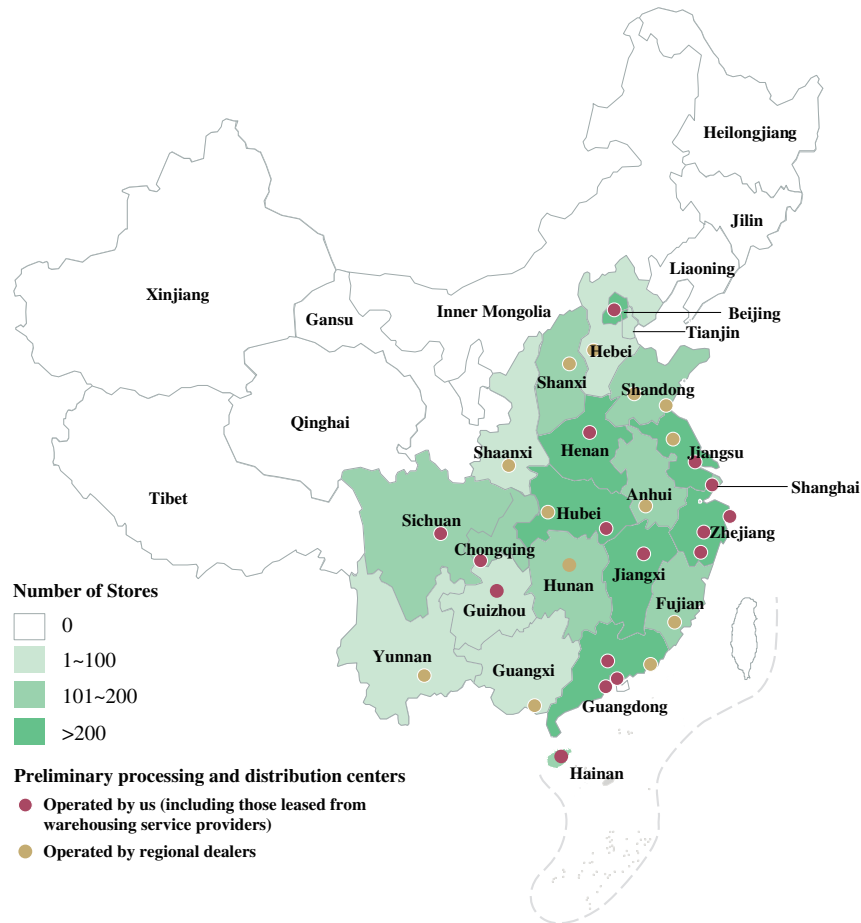 Heilongjiang
Jilin
Liaoning
Xinjiang
Gansu
Inner Mongolia
Beijing
Tianjin
Hebei
Shanxi
Shandong
Qinghai
Shaanxi
Henan
Jiangsu
Tibet
Shanghai
Anhui
Sichuan
Hubei
Zhejiang
Chongqing
Jiangxi
Hunan
Number of Stores
Guizhou
Fujian
0
1~100
Yunnan
Guangxi
101~200
Guangdong
>200
Hainan
Preliminary processing and distribution centers
Operated by us (including those leased from
warehousing service providers)
Operated by regional dealers